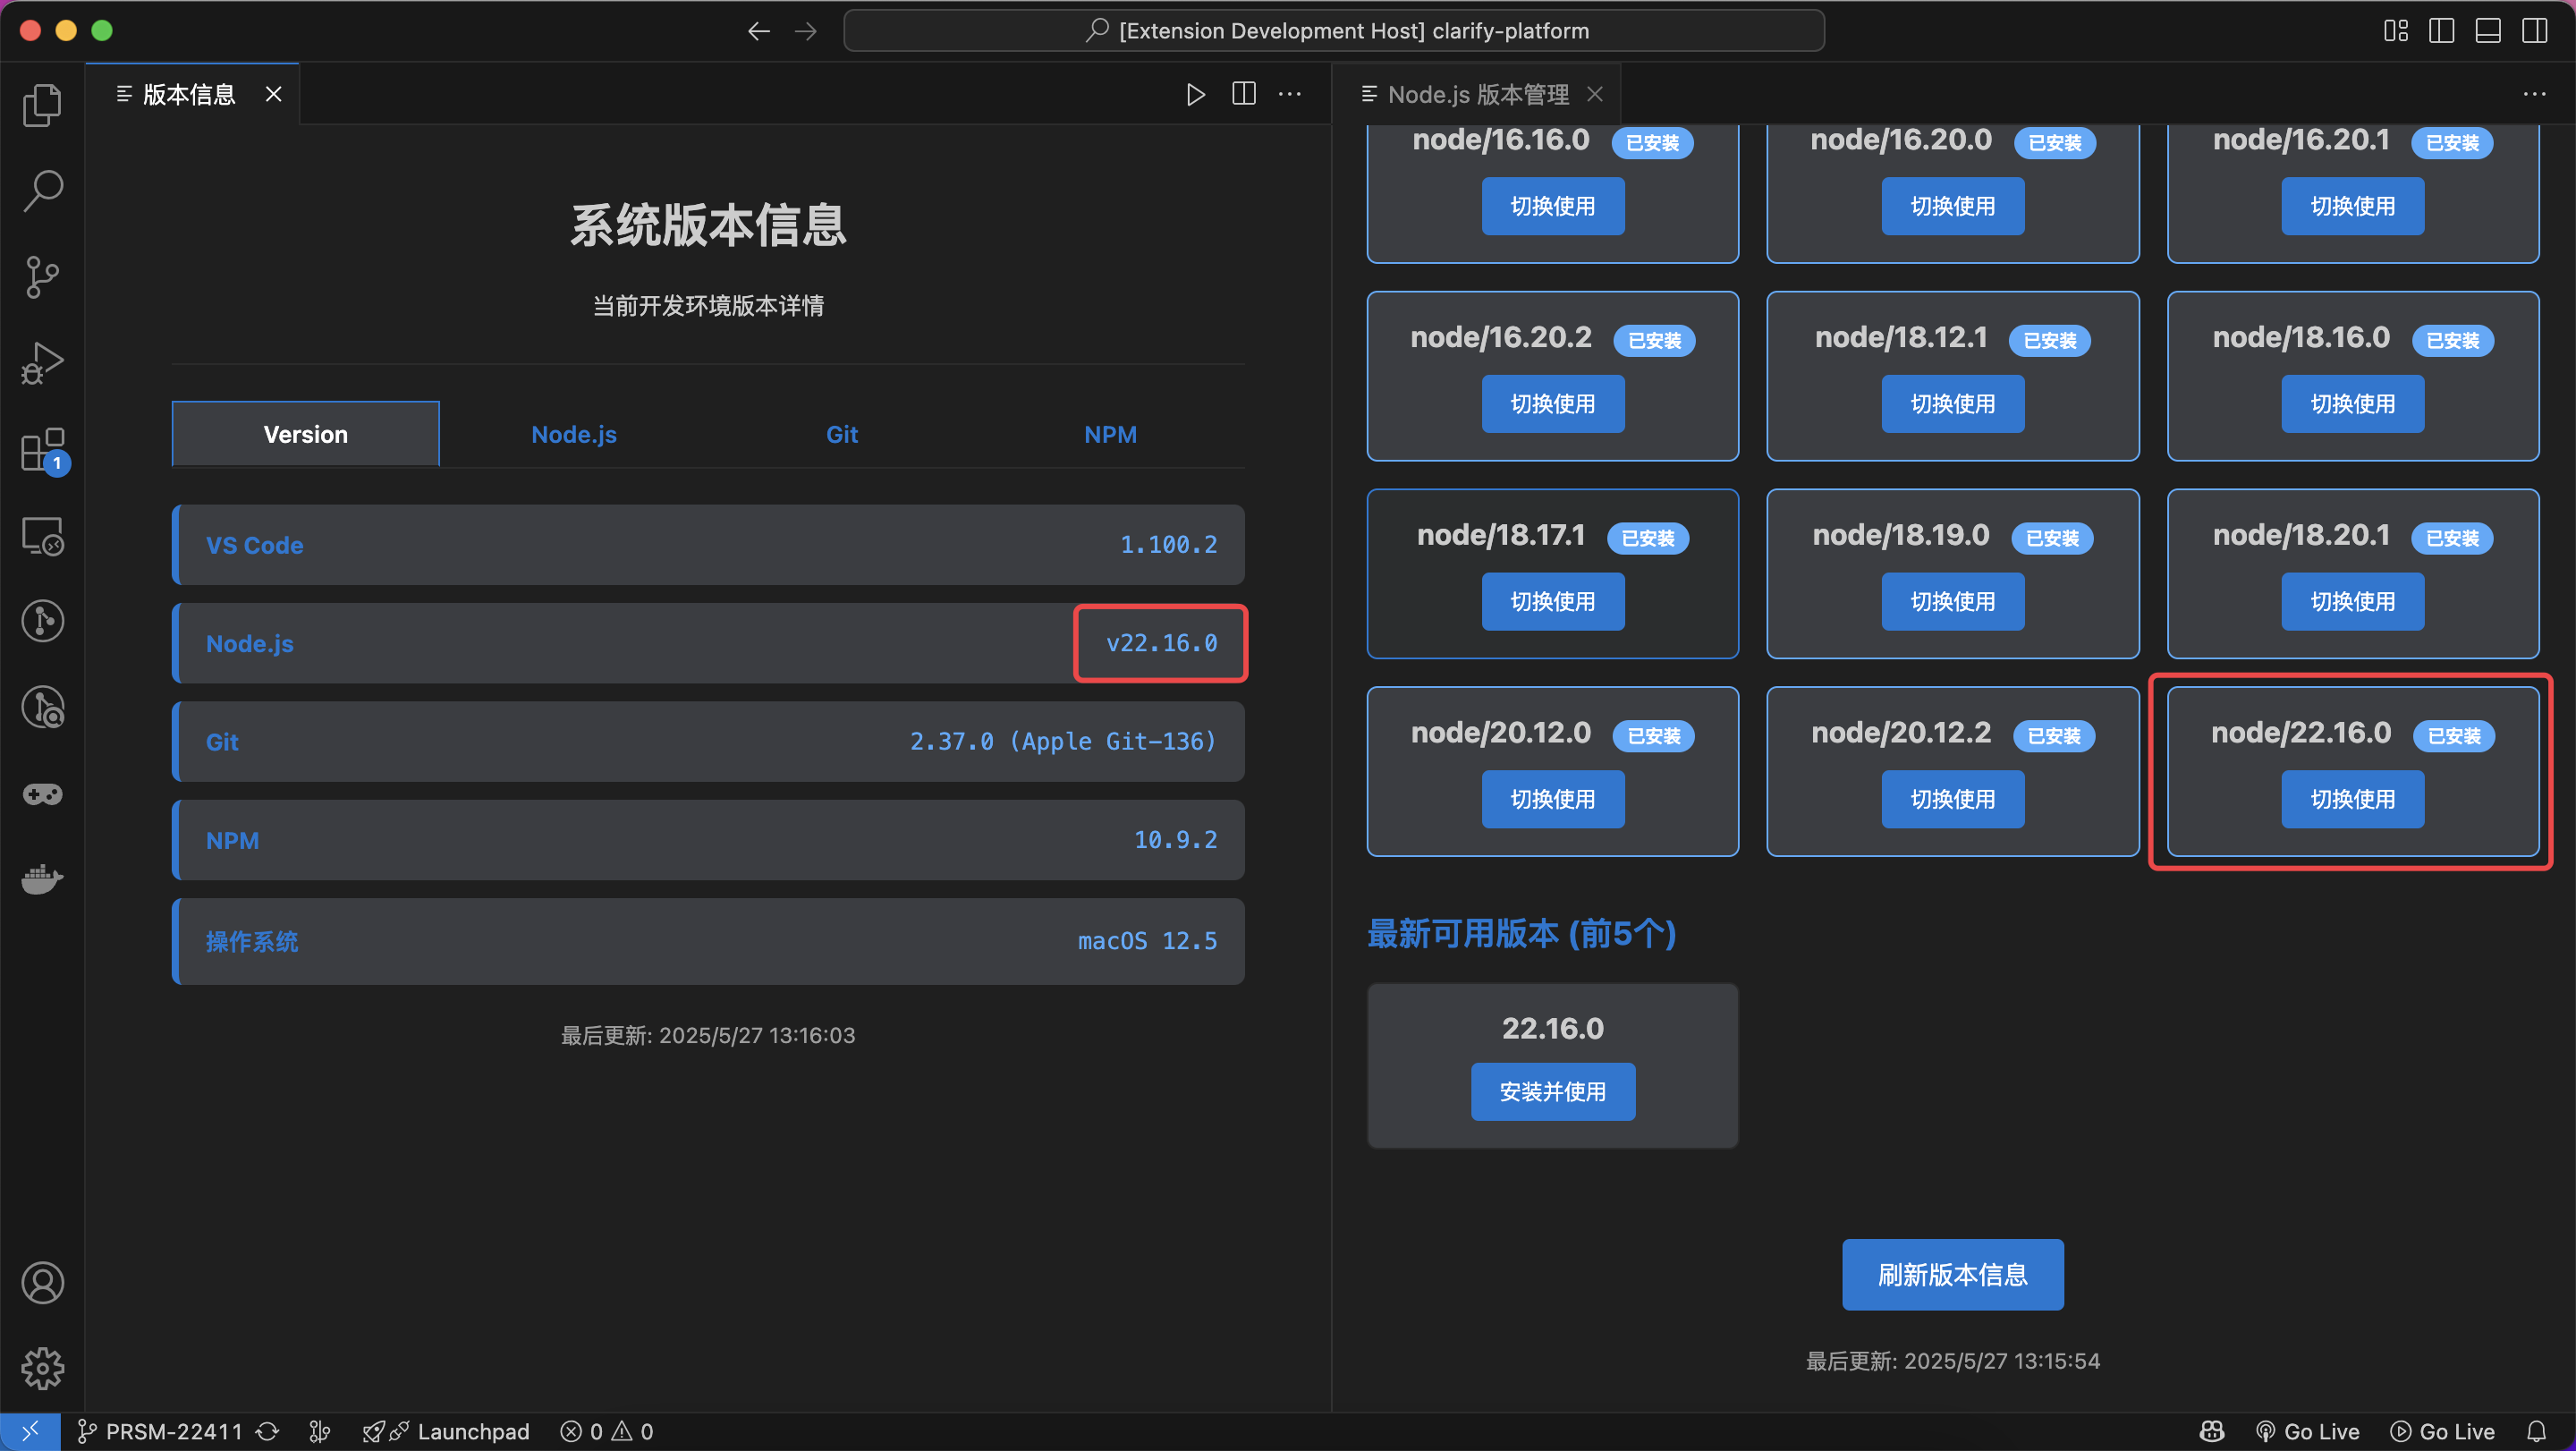 [Extension Development Host] clarify-platform
版本信息
Node.js 版本管理
系统版本信息
当前开发环境版本详情
Version
Node.js
Git
NPM
VS Code
1.100.2
Node.js
v22.16.0
Git
2.37.0 (Apple Git-136)
NPM
10.9.2
操作系统
macOS 12.5
最后更新: 2025/5/27 13:16:03
node/16.16.0 已安装
切换使用
node/16.20.0 已安装
切换使用
node/16.20.1 已安装
切换使用
node/16.20.2 已安装
切换使用
node/18.12.1 已安装
切换使用
node/18.16.0 已安装
切换使用
node/18.17.1 已安装
切换使用
node/18.19.0 已安装
切换使用
node/18.20.1 已安装
切换使用
node/20.12.0 已安装
切换使用
node/20.12.2 已安装
切换使用
node/22.16.0 已安装
切换使用
最新可用版本 (前5个)
22.16.0
安装并使用
刷新版本信息
最后更新: 2025/5/27 13:15:54
1
PRSM-22411
Launchpad
0
0
Go Live
Go Live